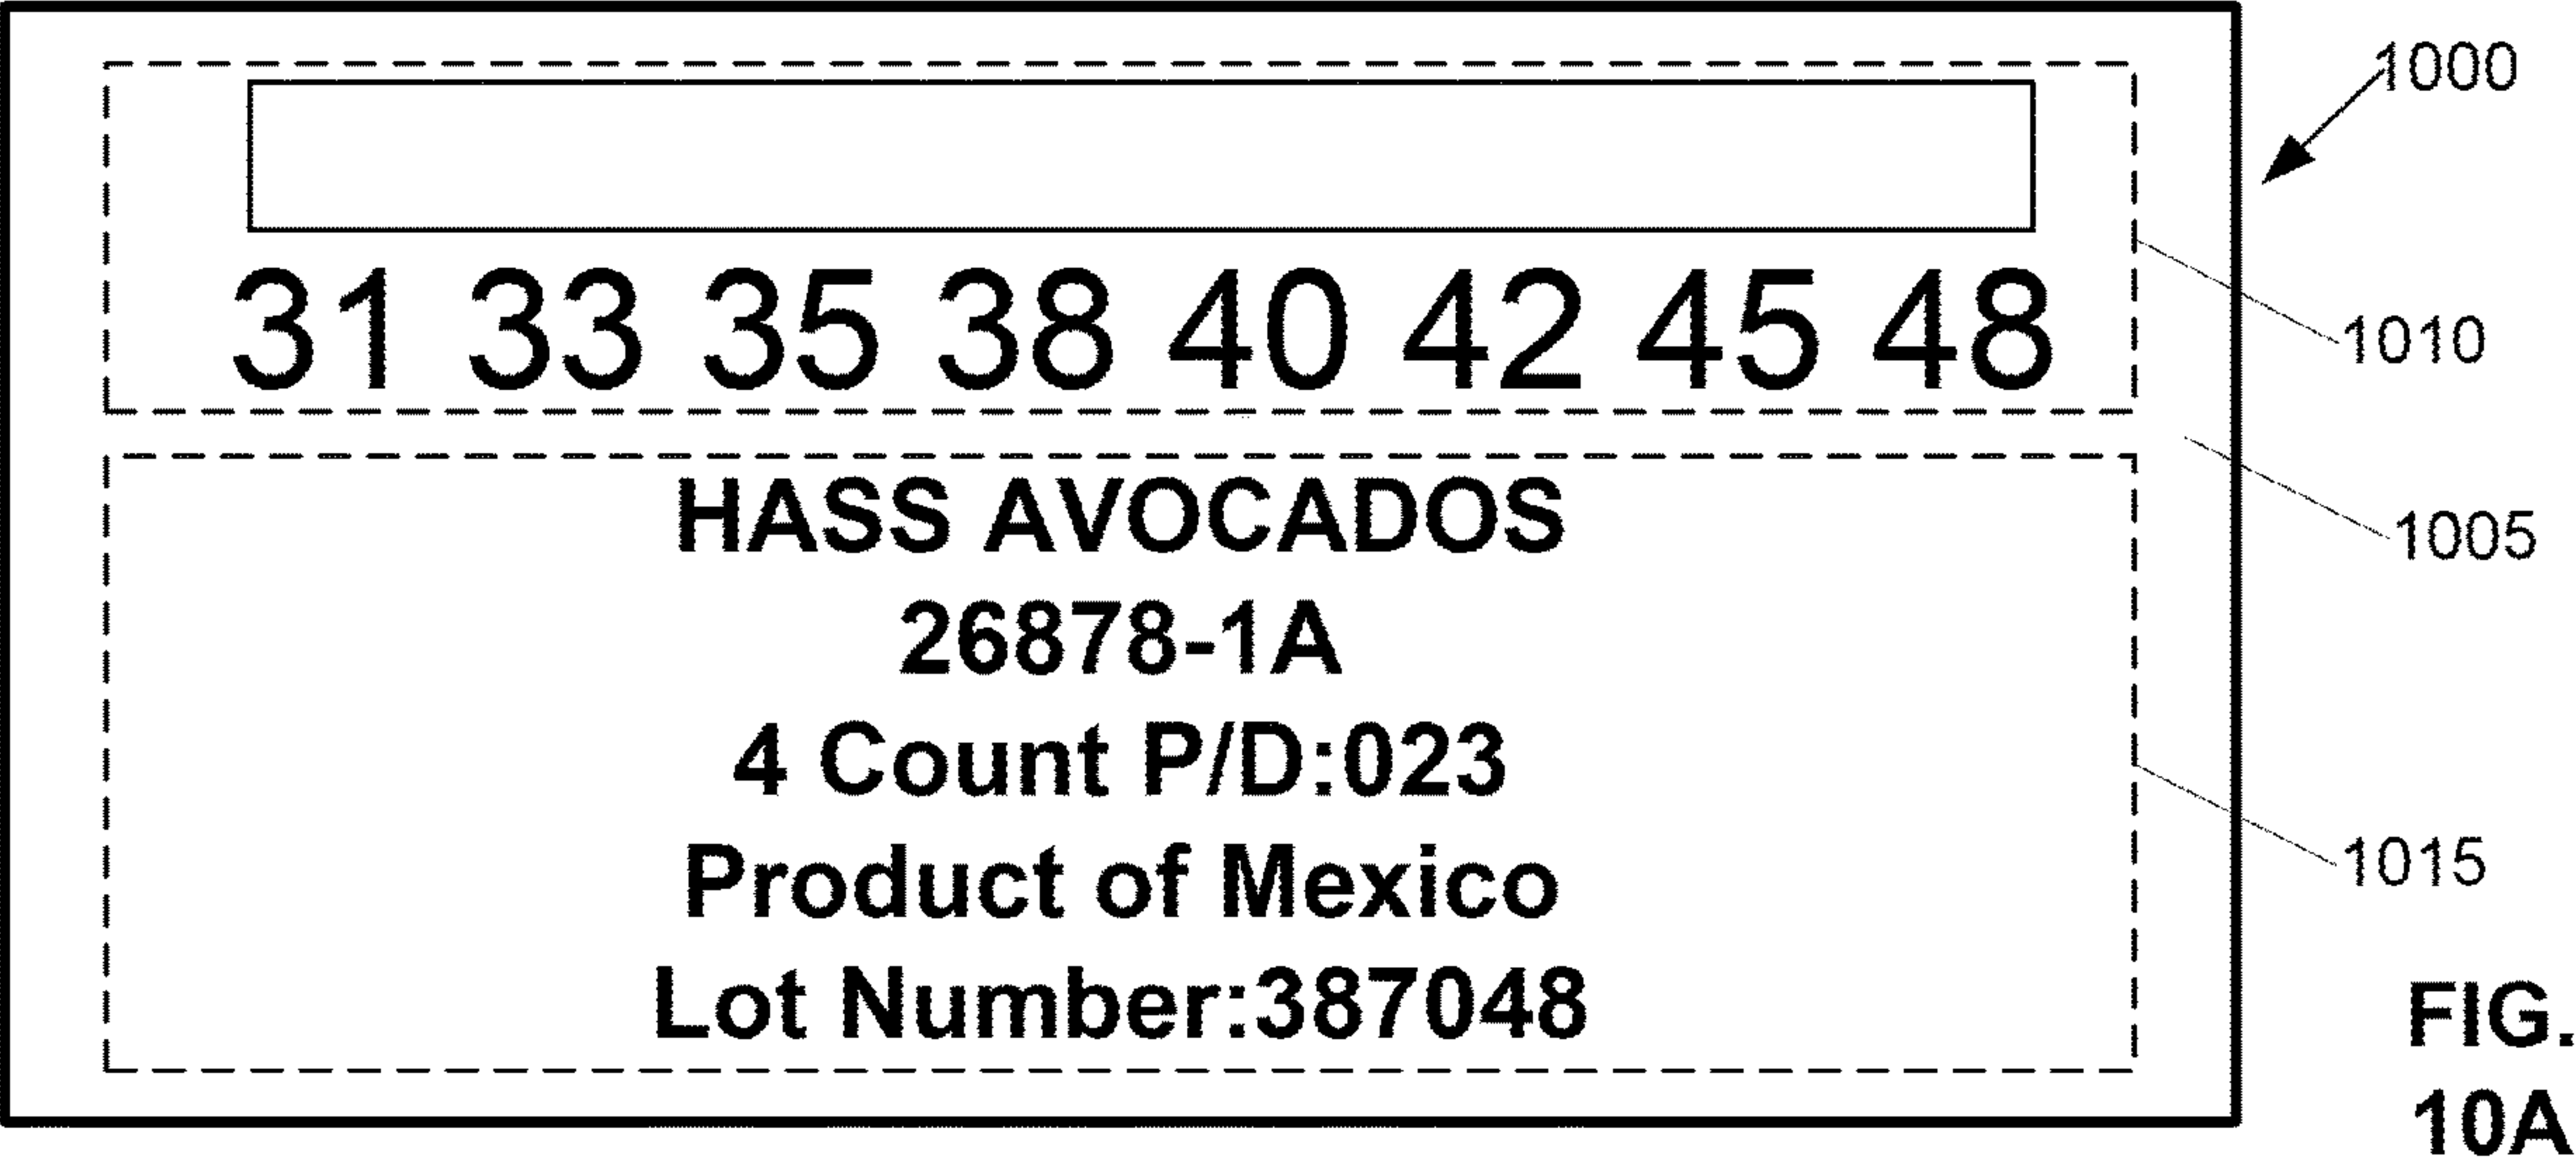 1000
31 33 35 38 40 42 45 48
1010
HASS AVOCADOS
1005
26878-1A
4 Count P/D:023
Product of Mexico
1015
Lot Number:387048
FIG.
10A